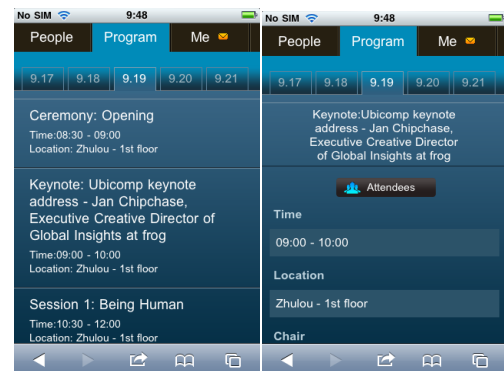 No SIM 9:48
People Program Me
9.17 9.18 9.19 9.20 9.21
Ceremony: Opening
Time:08:30 - 09:00
Location: Zhulou - 1st floor
Keynote: Ubicomp keynote
address - Jan Chipchase,
Executive Creative Director of
Global Insights at frog
Time:09:00 - 10:00
Location: Zhulou - 1st floor
Session 1: Being Human
Time:10:30 - 12:00
Location: Zhulou - 1st floor
No SIM 9:48
People Program Me
9.17 9.18 9.19 9.20 9.21
Keynote:Ubicomp keynote
address - Jan Chipchase,
Executive Creative Director
of Global Insights at frog
Attendees
Time
09:00 - 10:00
Location
Zhulou - 1st floor
Chair